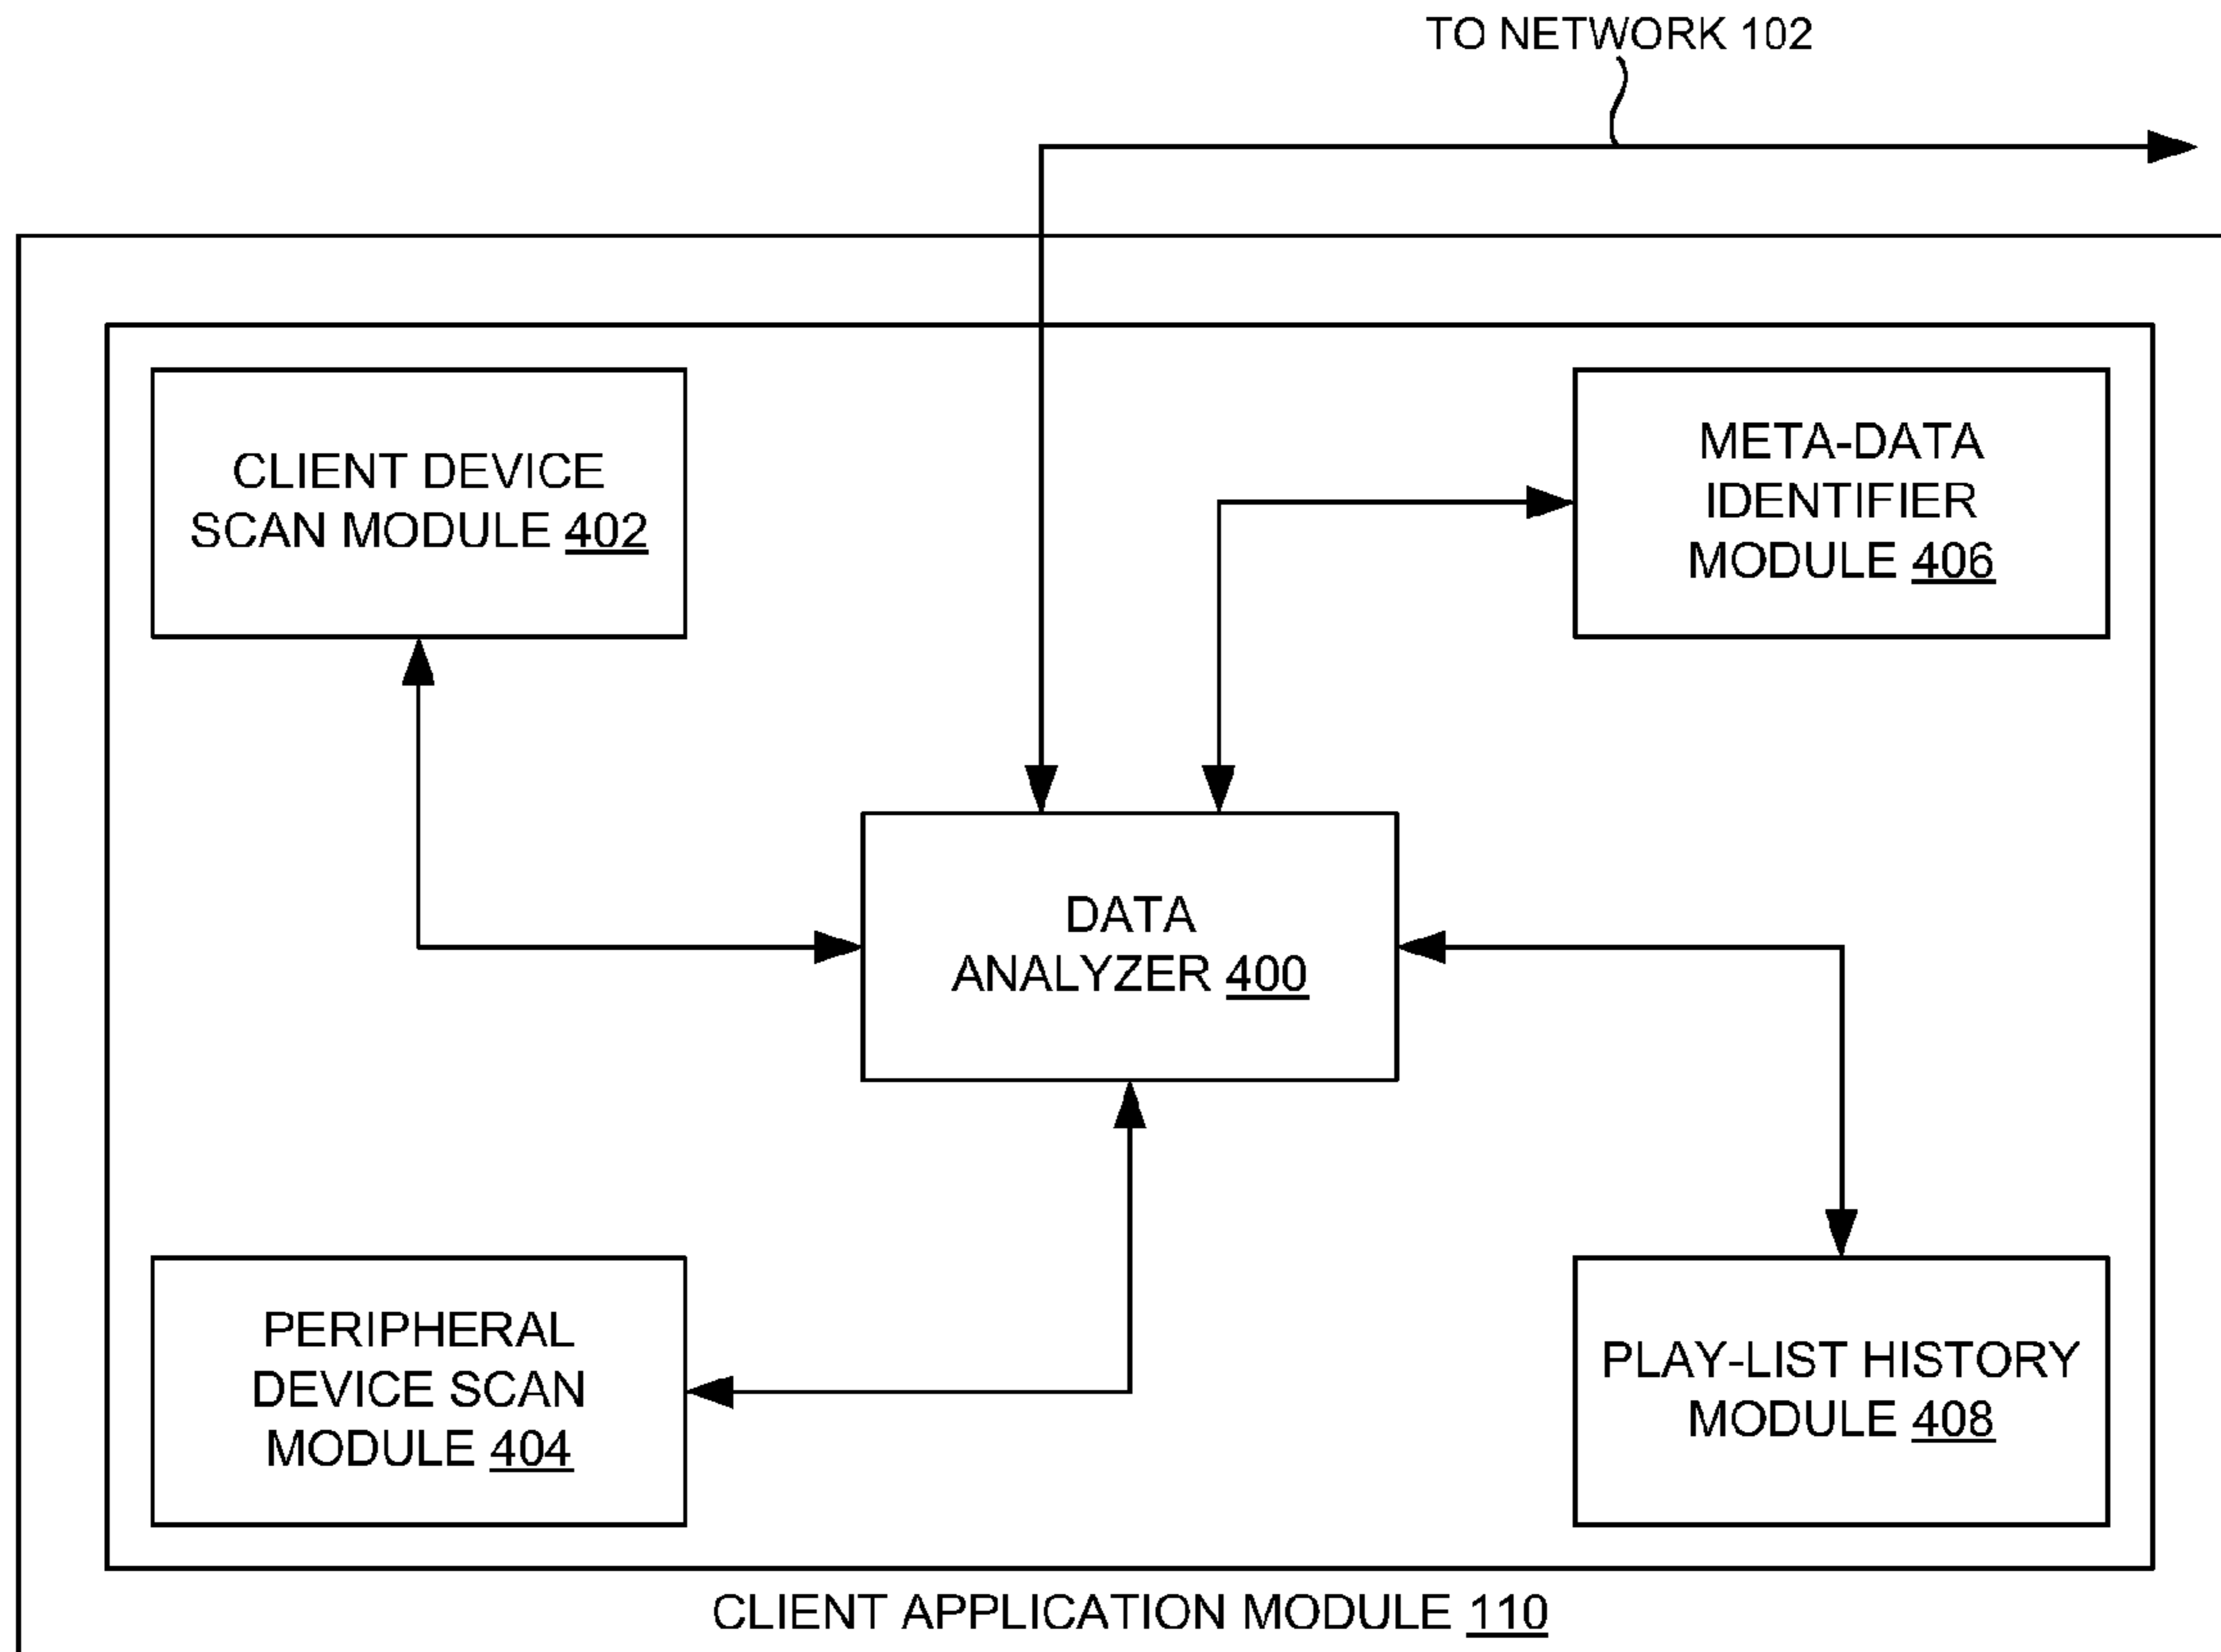 TO NETWORK 102
CLIENT DEVICE
SCAN MODULE 402
META-DATA
IDENTIFIER
MODULE 406
DATA
ANALYZER 400
PERIPHERAL
DEVICE SCAN
MODULE 404
PLAY-LIST HISTORY
MODULE 408
CLIENT APPLICATION MODULE 110